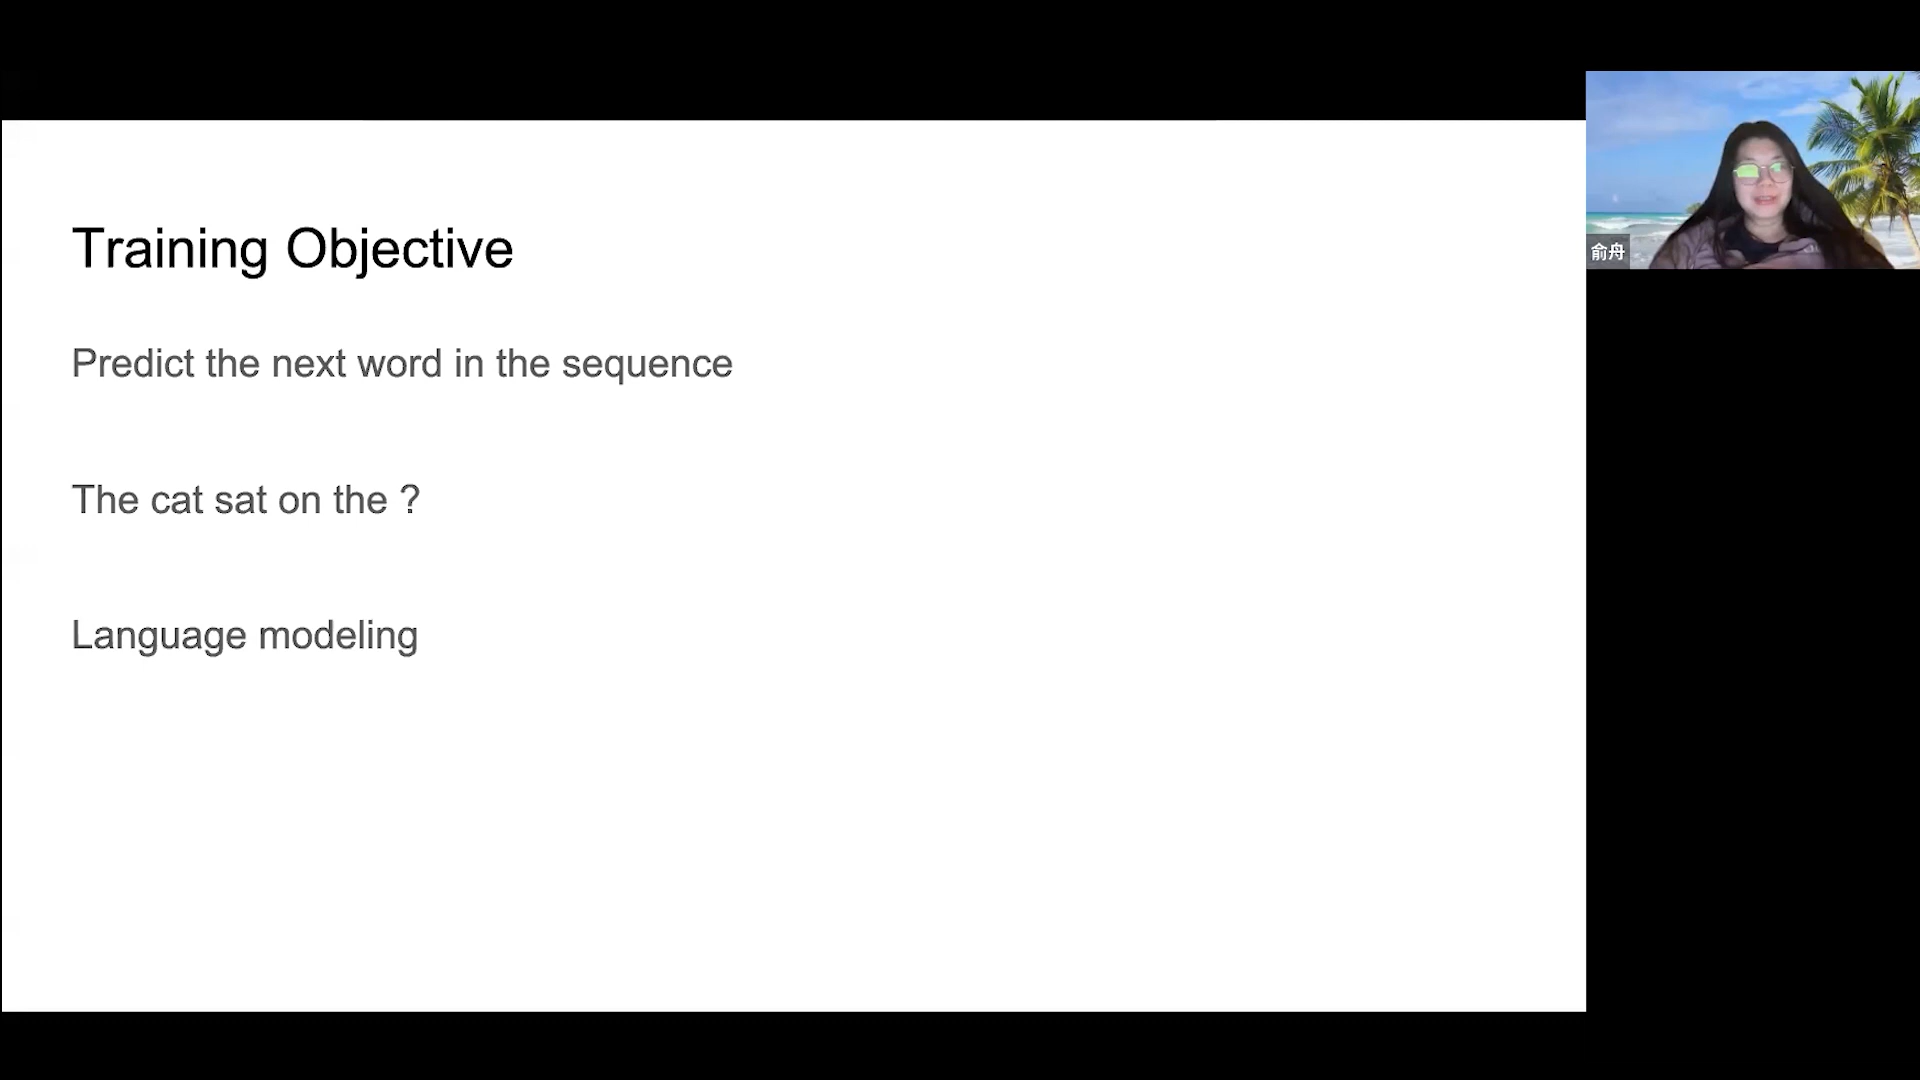 Training Objective
Predict the next word in the sequence
The cat sat on the ?
Language modeling
俞舟